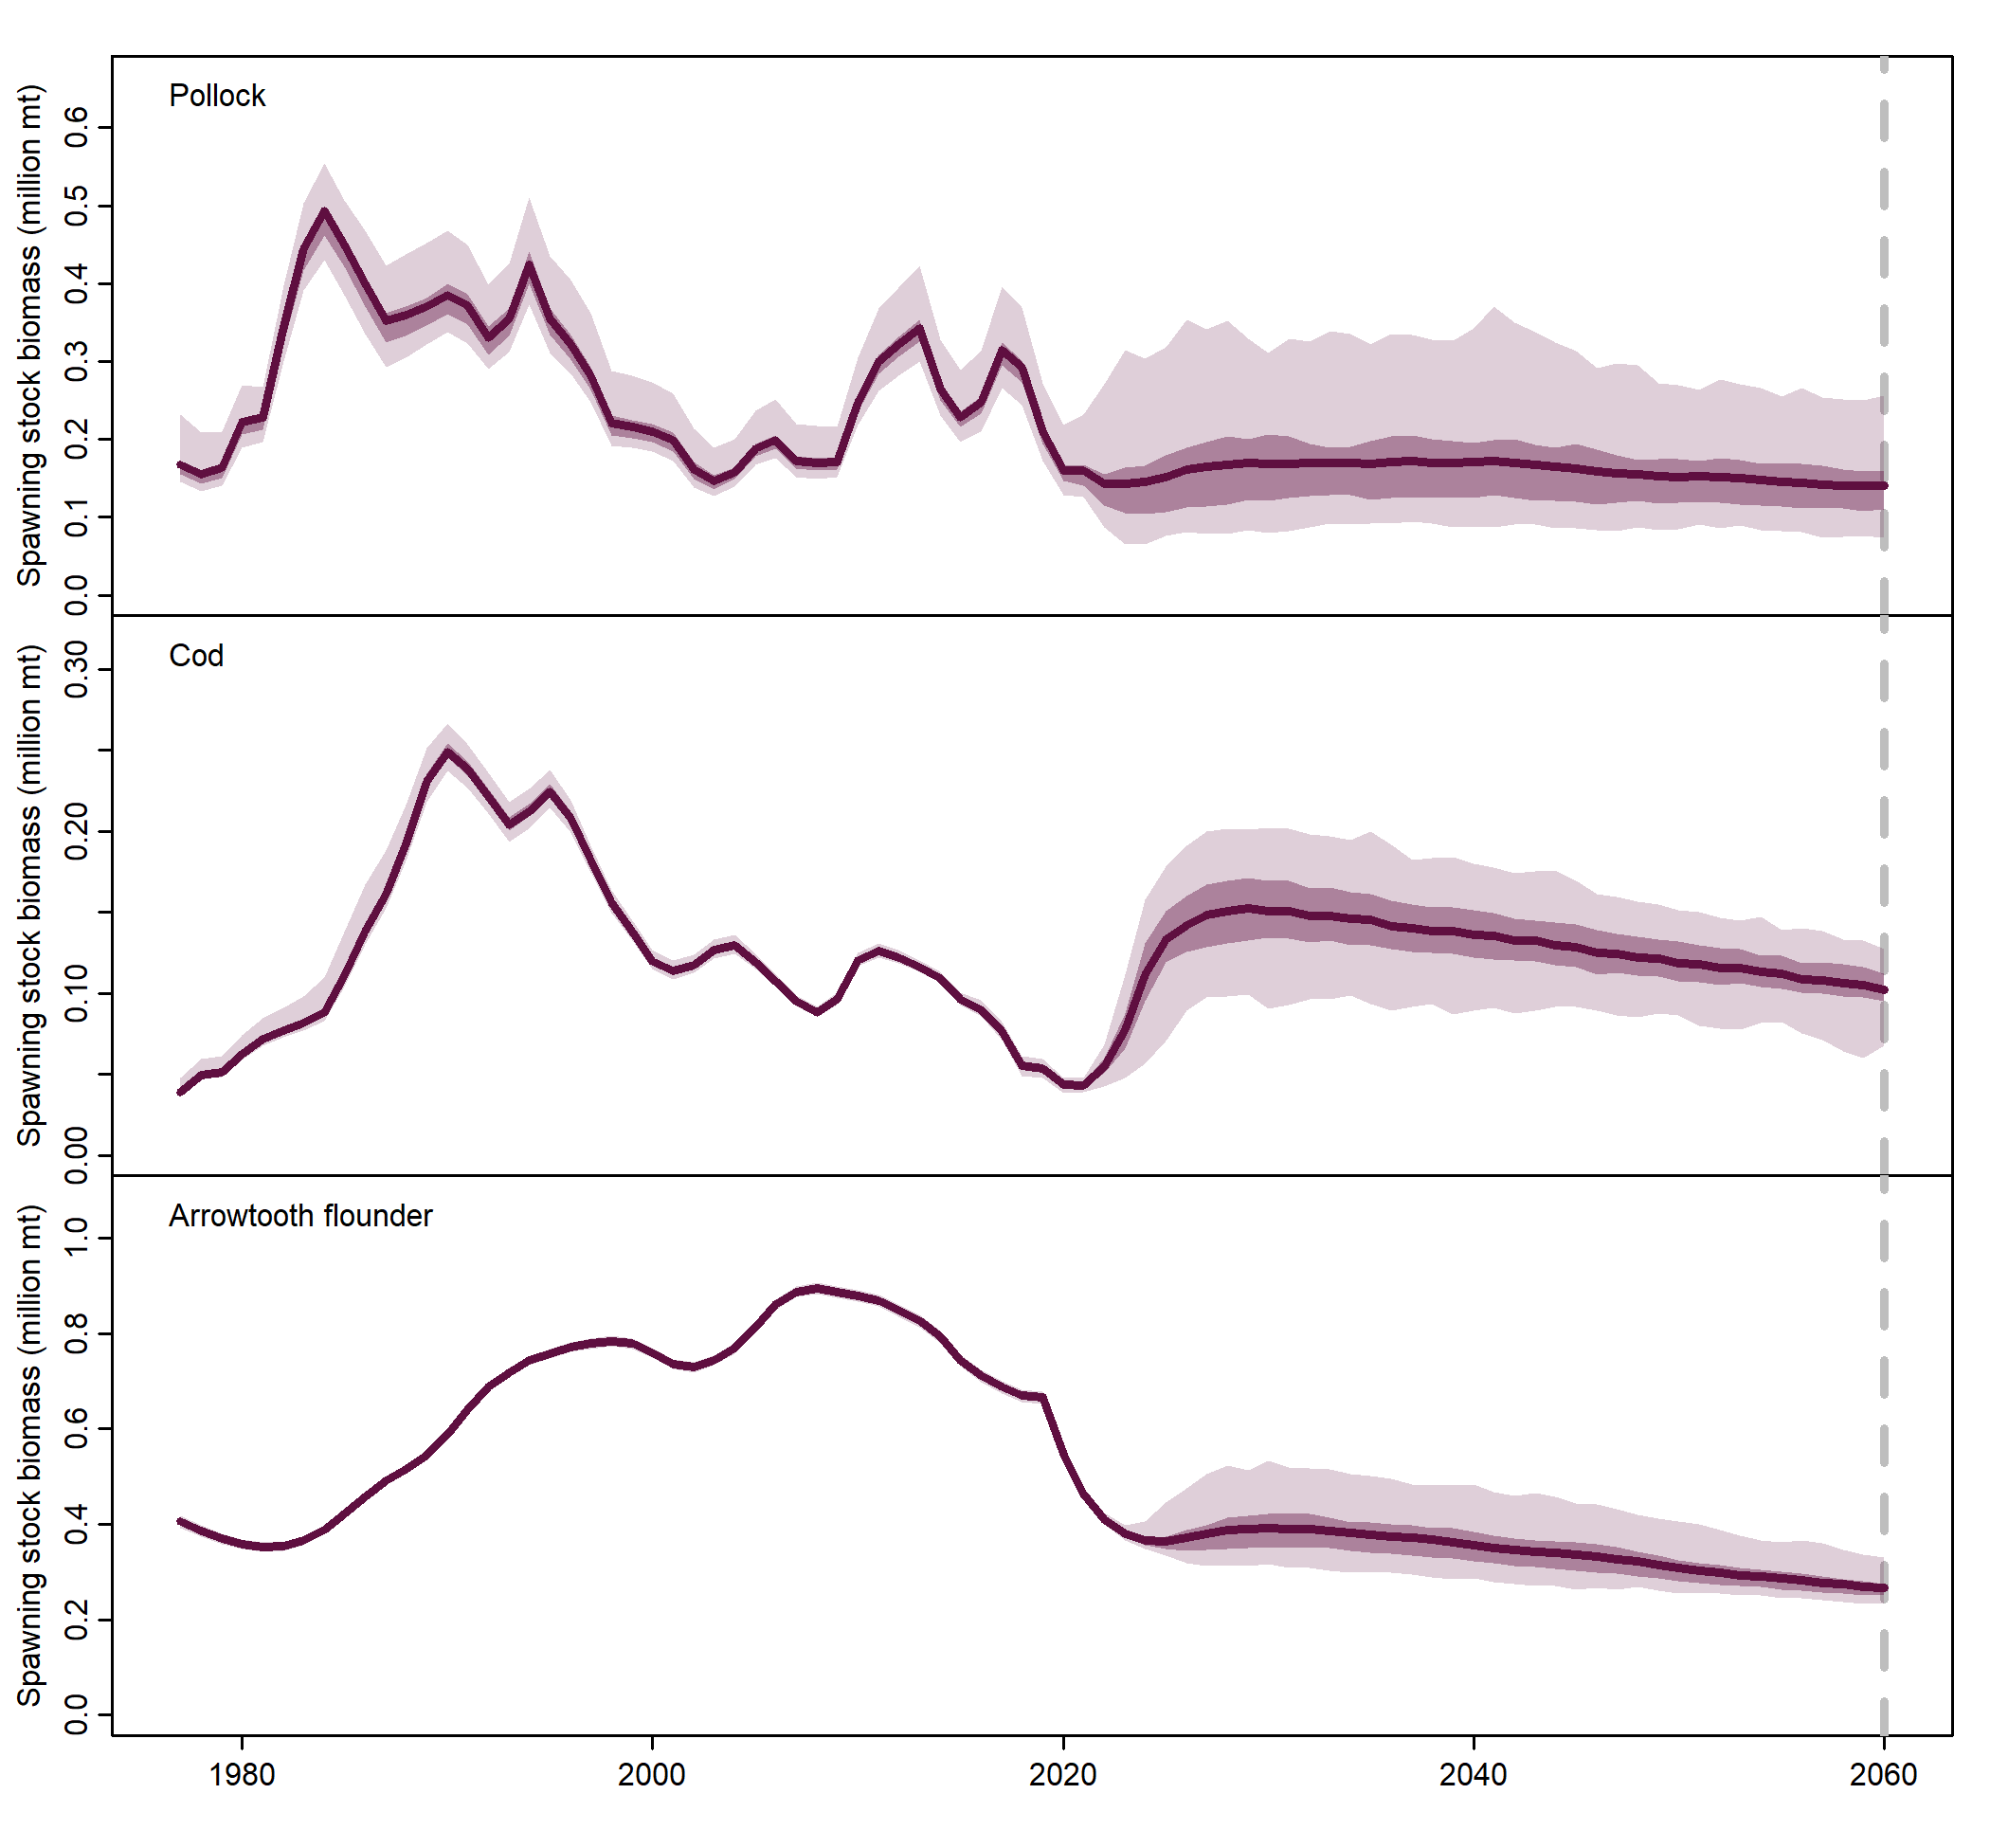 Pollock
Spawning stock biomass (million mt)
0.6
0.5
0.4
0.3
0.2
0.1
0.0
Cod
Spawning stock biomass (million mt)
0.30
0.20
0.10
0.00
Arrowtooth flounder
Spawning stock biomass (million mt)
1.0
0.8
0.6
0.4
0.2
0.0
1980 2000 2020 2040 2060